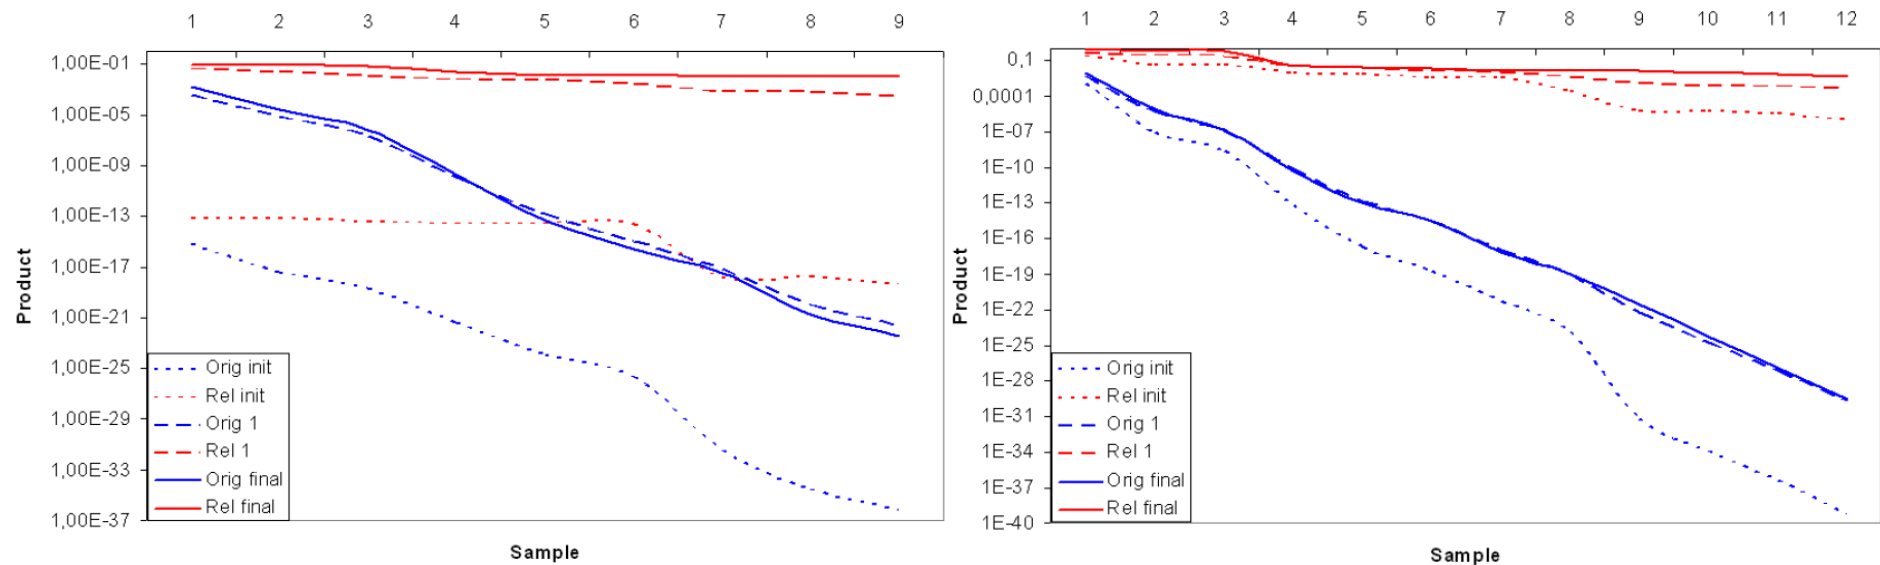 1 2 3 4 5 6 7 8 9
1,00E-01
1,00E-05
1,00E-09
1,00E-13
1,00E-17
1,00E-21
1,00E-25
1,00E-29
1,00E-33
1,00E-37
Product
Orig init
Rel init
Orig 1
Rel 1
Orig final
Rel final
Sample
1 2 3 4 5 6 7 8 9 10 11 12
0.1
0,0001
1E-07
1E-10
1E-13
1E-16
1E-19
1E-22
1E-25
1E-28
1E-31
1E-34
1E-37
1E-40
Product
Orig init
Rel init
Orig 1
Rel 1
Orig final
Rel final
Sample